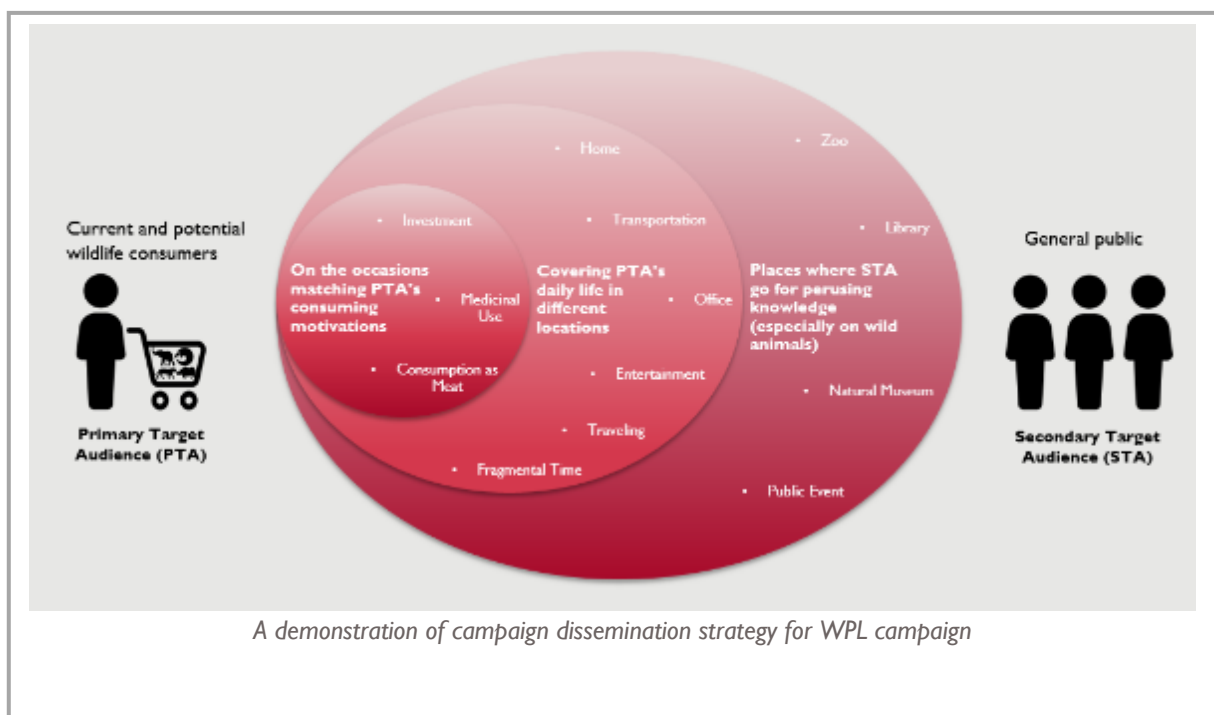 Current and potential
wildlife consumers
Primary Target
Audience (PTA)
On the occasions
matching PTA's
consuming
motivations
• Investment
• Medicinal
Use
• Consumption as
Meat
Covering PTA's
daily life in
different
locations
• Home
• Transportation
• Office
• Entertainment
• Traveling
• Fragmental Time
Places where STA
go for perusing
knowledge
(especially on wild
animals)
• Zoo
• Library
• Natural Museum
• Public Event
General public
Secondary Target
Audience (STA)
A demonstration of campaign dissemination strategy for WPL campaign